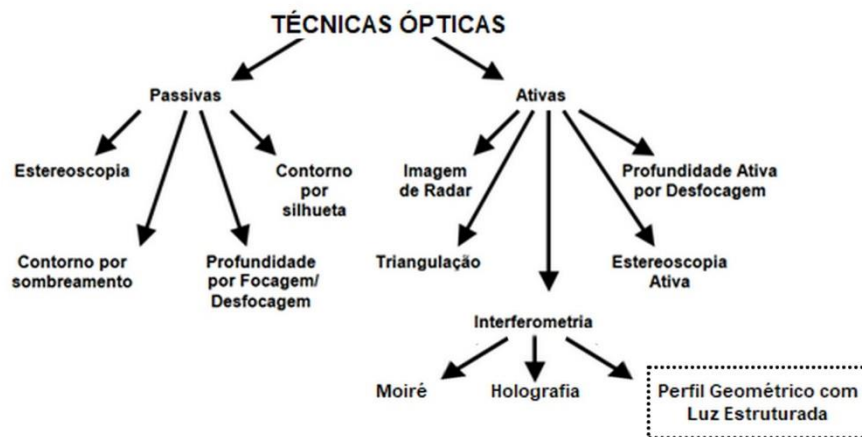 TÉCNICAS ÓPTICAS
Passivas
Ativas
Estereoscopia
Contorno
por
silhueta
Imagem
de Radar
Profundidade Ativa
por Desfocagem
Contorno por
sombreamento
Profundidade
por Focagem/
Desfocagem
Triangulação
Estereoscopia
Ativa
Interferometria
Moiré
Holografia
Perfil Geométrico com
Luz Estruturada